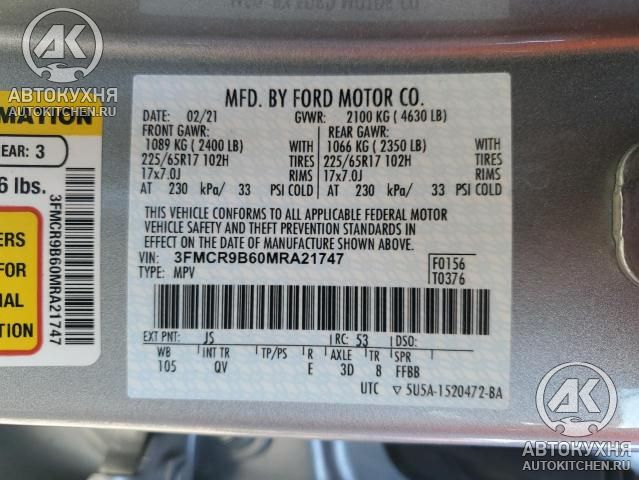 АВТОКУХНЯ
AUTOKITCHEN.RU
MATION
REAR: 3
6 lbs.
ERS
FOR
IAL
TION
3FMCR9B60MRA21747
MFD. BY FORD MOTOR CO.
DATE: 02/21 GVWR: 2100 KG ( 4630 LB)
FRONT GAWR: REAR GAWR:
1089 KG ( 2400 LB) WITH 1066 KG ( 2350 LB) WITH
225/65R17 102H TIRES 225/65R17 102H TIRES
17x7.0J RIMS 17x7.0J RIMS
AT 230 kPa/ 33 PSI COLD AT 230 kPa/ 33 PSI COLD
THIS VEHICLE CONFORMS TO ALL APPLICABLE FEDERAL MOTOR
VEHICLE SAFETY AND THEFT PREVENTION STANDARDS IN
EFFECT ON THE DATE OF MANUFACTURE SHOWN ABOVE.
VIN: 3FMCR9B60MRA21747
TYPE: MPV
F0156
T0376
EXT PNT: JS RC: 53 DSO:
WB INT TR TP/PS R AXLE TR SPR
105 QV E 3D 8 FFBB
UTC ▽5U5A-1520472-BA
АВТОКУХНЯ
AUTOKITCHEN.RU